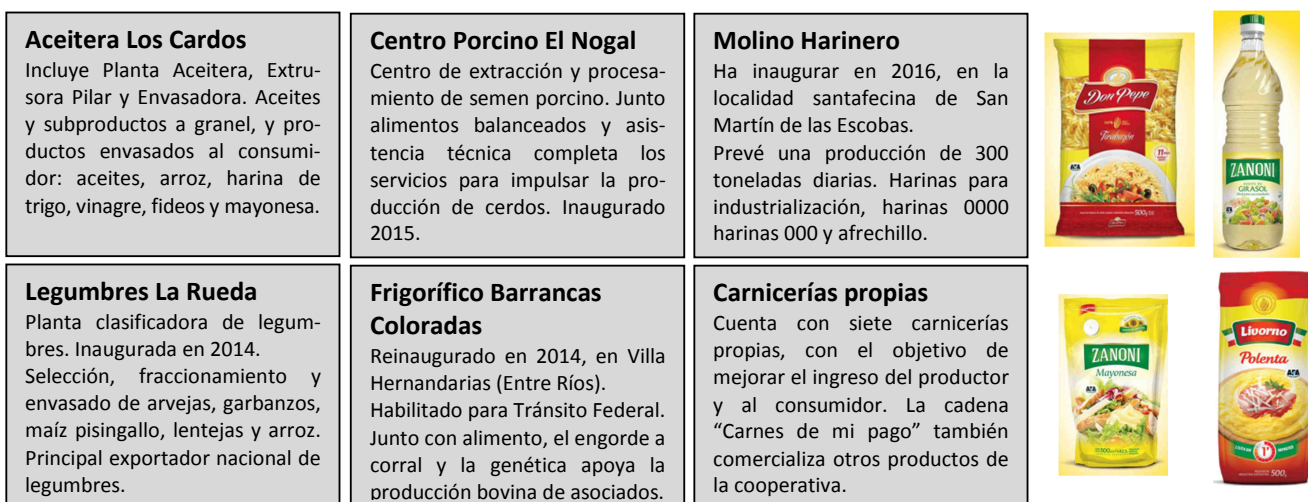 Aceitera Los Cardos
Incluye Planta Aceitera, Extru-
sora Pilar y Envasadora. Aceites
y subproductos a granel, y pro-
ductos envasados al consumi-
dor: aceites, arroz, harina de
trigo, vinagre, fideos y mayonesa.
Centro Porcino El Nogal
Centro de extracción y procesa-
miento de semen porcino. Junto
alimentos balanceados y asis-
tencia técnica completa los
servicios para impulsar la pro-
ducción de cerdos. Inaugurado
2015.
Molino Harinero
Ha inaugurar en 2016, en la
localidad santafecina de San
Martín de las Escobas.
Prevé una producción de 300
toneladas diarias. Harinas para
industrialización, harinas 0000
harinas 000 y afrechillo.
Don Pepe
Tirabuzón
500g
ZANONI
GIRASOL
Legumbres La Rueda
Planta clasificadora de legum-
bres. Inaugurada en 2014.
Selección, fraccionamiento y
envasado de arvejas, garbanzos,
maíz pisingallo, lentejas y arroz.
Principal exportador nacional de
legumbres.
Frigorífico Barrancas
Coloradas
Reinaugurado en 2014, en Villa
Hernandarias (Entre Ríos).
Habilitado para Tránsito Federal.
Junto con alimento, el engorde a
corral y la genética apoya la
producción bovina de asociados.
Carnicerías propias
Cuenta con siete carnicerías
propias, con el objetivo de
mejorar el ingreso del productor
y al consumidor. La cadena
“Carnes de mi pago” también
comercializa otros productos de
la cooperativa.
ZANONI
Mayonesa
AFA
Livorno
Polenta
AFA
500g